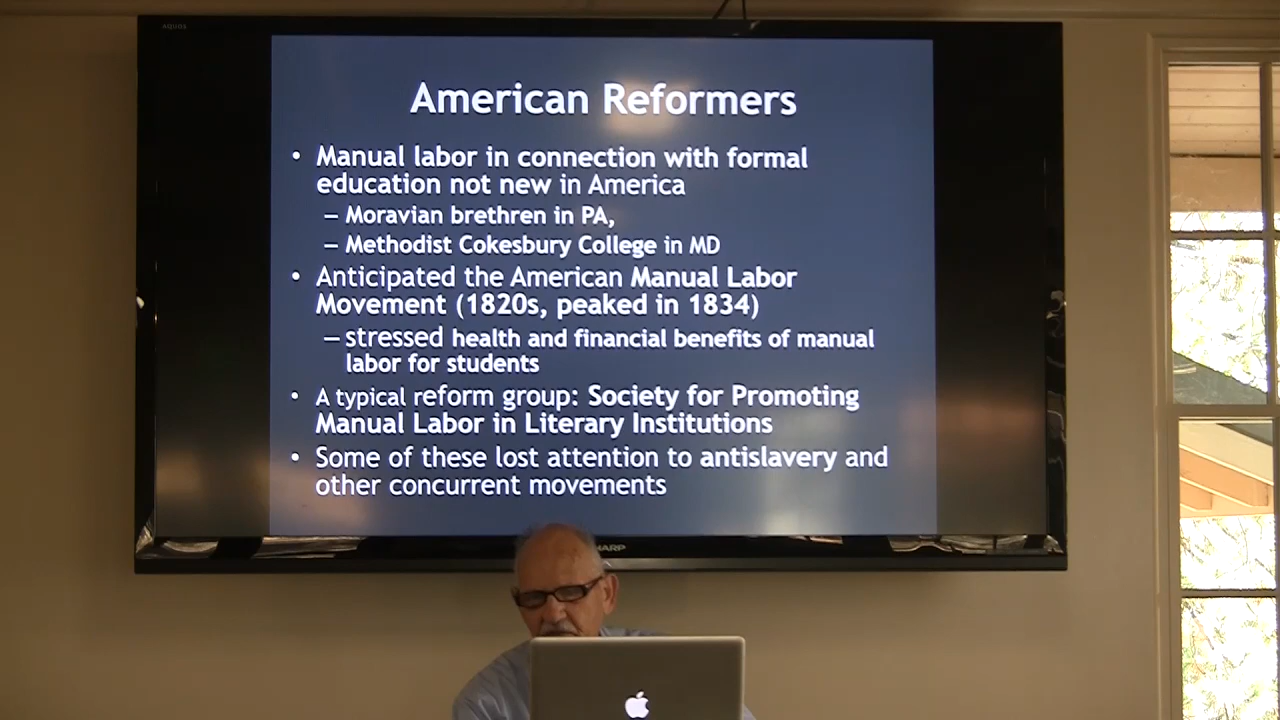 AQUOS
American Reformers
• Manual labor in connection with formal
education not new in America
– Moravian brethren in PA,
– Methodist Cokesbury College in MD
• Anticipated the American Manual Labor
Movement (1820s, peaked in 1834)
– stressed health and financial benefits of manual
labor for students
• A typical reform group: Society for Promoting
Manual Labor in Literary Institutions
• Some of these lost attention to antislavery and
other concurrent movements